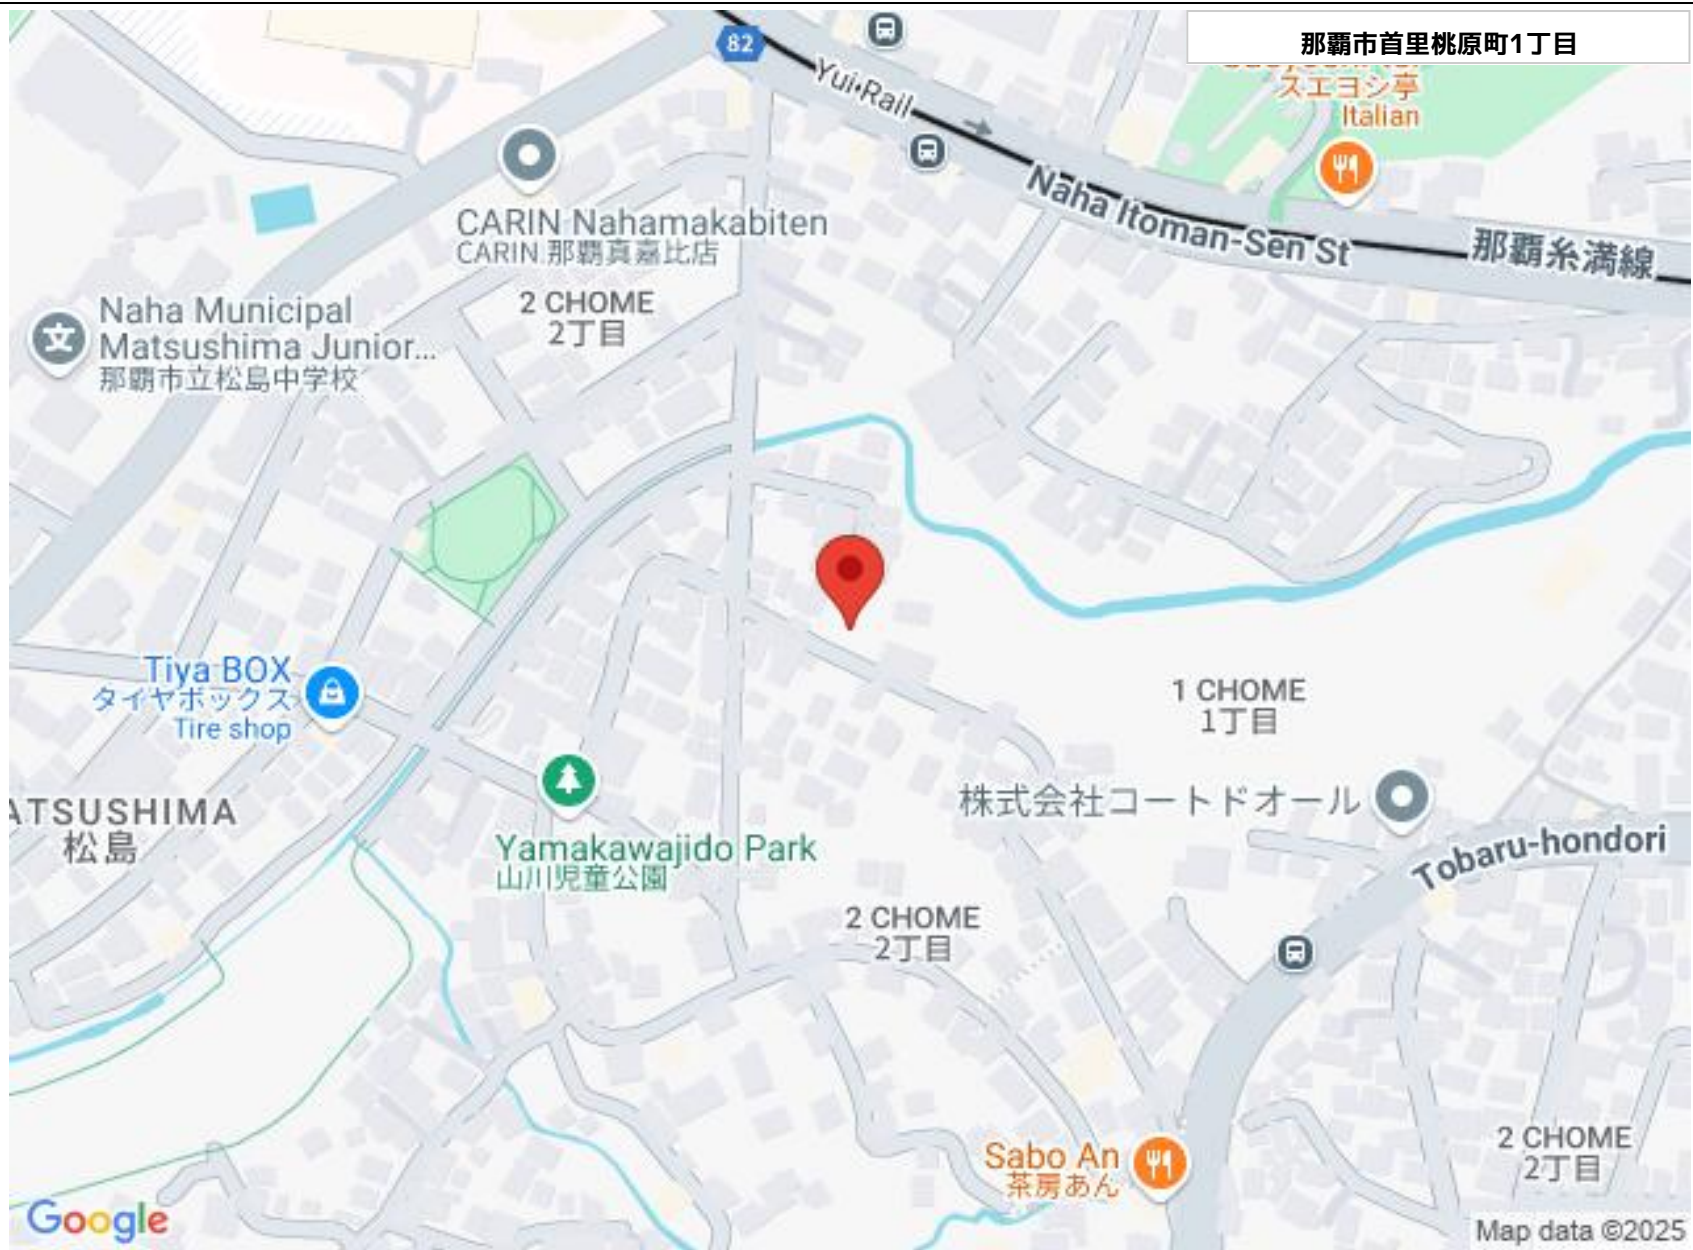 那覇市首里桃原町1丁目
82
Yui•Rail
スエヨシ亭
Italian
CARIN Nahamakabiten
CARIN 那覇真嘉比店
Naha Itoman-Sen St
那覇糸満線
2 CHOME
2丁目
Naha Municipal
Matsushima Junior...
那覇市立松島中学校
Tiya BOX
タイヤボックス
Tire shop
1 CHOME
1丁目
株式会社コートドオール
ATSUSHIMA
松島
Yamakawajido Park
山川児童公園
Tobaru-hondori
2 CHOME
2丁目
Sabo An
茶房あん
2 CHOME
2丁目
Google
Map data ©2025